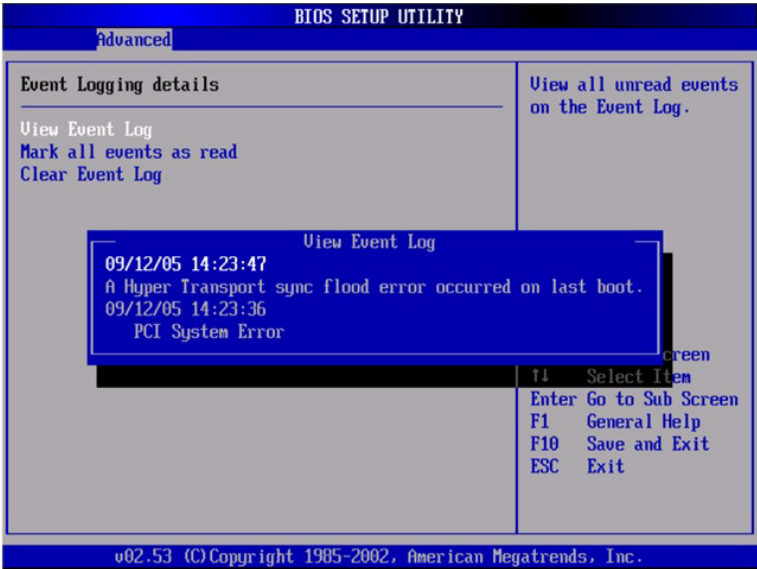 BIOS SETUP UTILITY
Advanced
Event Logging details
View Event Log
Mark all events as read
Clear Event Log
View all unread events
on the Event Log.
View Event Log
09/12/05 14:23:47
A Hyper Transport sync flood error occurred on last boot.
09/12/05 14:23:36
PCI System Error
creen
↑↓ Select Item
Enter Go to Sub Screen
F1 General Help
F10 Save and Exit
ESC Exit
v02.53 (C)Copyright 1985-2002, American Megatrends, Inc.